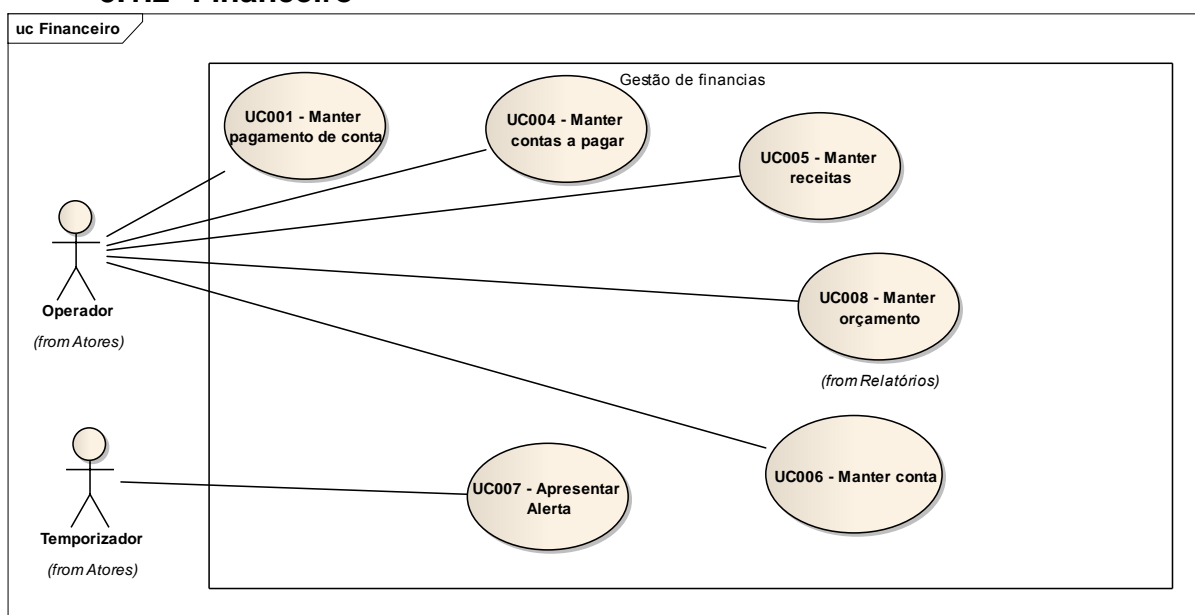 uc Financeiro
Gestão de financias
UC001 - Manter
pagamento de conta
UC004 - Manter
contas a pagar
UC005 - Manter
receitas
Operador
(from Atores)
UC008 - Manter
orçamento
(from Relatórios)
UC006 - Manter conta
UC007 - Apresentar
Alerta
Temporizador
(from Atores)